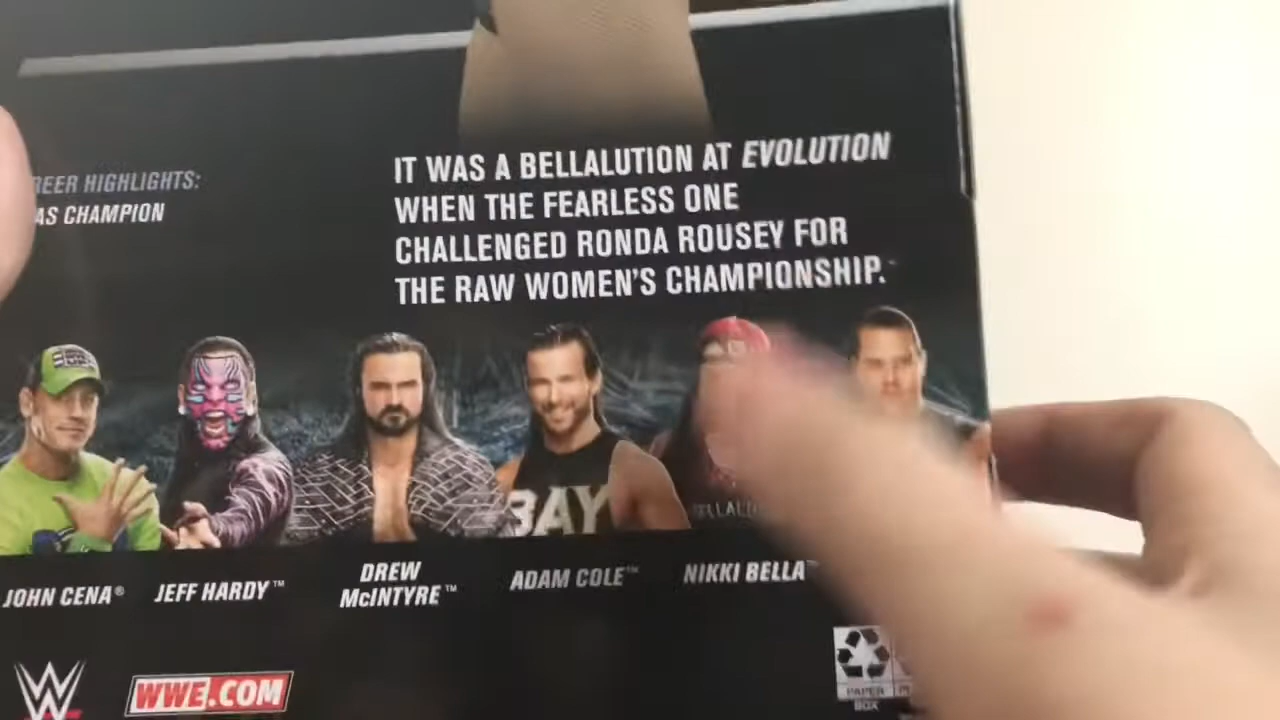 REER HIGHLIGHTS:
AS CHAMPION
IT WAS A BELLALUTION AT EVOLUTION
WHEN THE FEARLESS ONE
CHALLENGED RONDA ROUSEY FOR
THE RAW WOMEN'S CHAMPIONSHIP.
BAY
JOHN CENA®
JEFF HARDY™
DREW
McINTYRE™
ADAM COLE™
NIKKI BELLA™
W
WWE.COM
PAPER
BOX